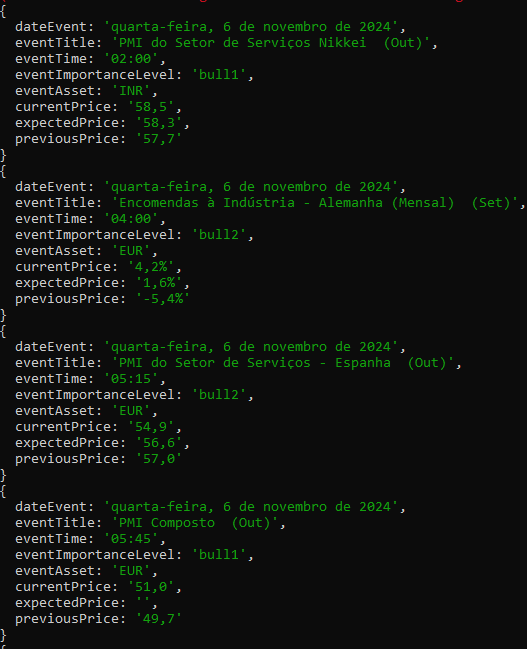 {
dateEvent: 'quarta-feira, 6 de novembro de 2024',
eventTitle: 'PMI do Setor de Serviços Nikkei  (Out)',
eventTime: '02:00',
eventImportanceLevel: 'bull1',
eventAsset: 'INR',
currentPrice: '58,5',
expectedPrice: '58,3',
previousPrice: '57,7'
}
{
dateEvent: 'quarta-feira, 6 de novembro de 2024',
eventTitle: 'Encomendas à Indústria - Alemanha (Mensal)  (Set)',
eventTime: '04:00',
eventImportanceLevel: 'bull2',
eventAsset: 'EUR',
currentPrice: '4,2%',
expectedPrice: '1,6%',
previousPrice: '-5,4%'
}
{
dateEvent: 'quarta-feira, 6 de novembro de 2024',
eventTitle: 'PMI do Setor de Serviços - Espanha  (Out)',
eventTime: '05:15',
eventImportanceLevel: 'bull2',
eventAsset: 'EUR',
currentPrice: '54,9',
expectedPrice: '56,6',
previousPrice: '57,0'
}
{
dateEvent: 'quarta-feira, 6 de novembro de 2024',
eventTitle: 'PMI Composto  (Out)',
eventTime: '05:45',
eventImportanceLevel: 'bull1',
eventAsset: 'EUR',
currentPrice: '51,0',
expectedPrice: '',
previousPrice: '49,7'
}